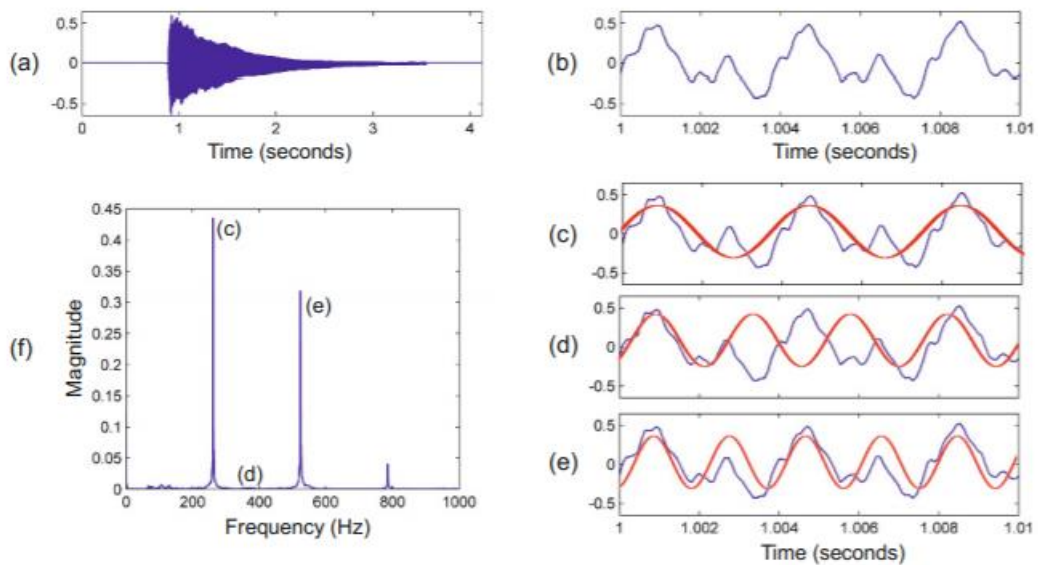 (a)
0.5
0
-0.5
0 1 2 3 4
Time (seconds)
(b)
0.5
0
-0.5
1 1.002 1.004 1.006 1.008 1.01
Time (seconds)
(f)
Magnitude
0.45
0.4
0.35
0.3
0.25
0.2
0.15
0.1
0.05
0
(c)
(e)
(d)
0 200 400 600 800 1000
Frequency (Hz)
(c)
0.5
0
-0.5
(d)
0.5
0
-0.5
(e)
0.5
0
-0.5
1 1.002 1.004 1.006 1.008 1.01
Time (seconds)